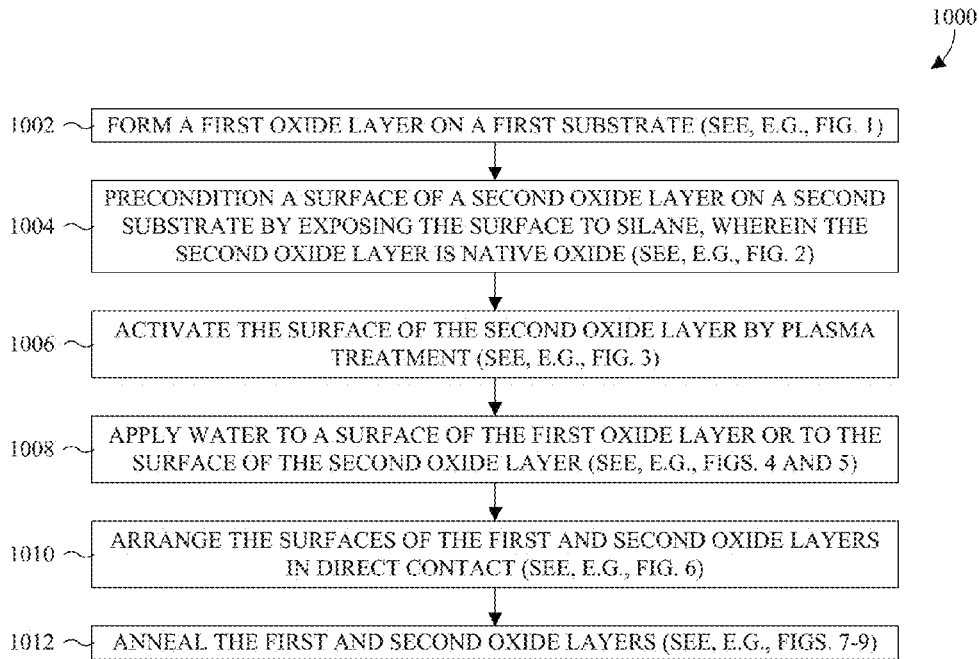 1000
1002 FORM A FIRST OXIDE LAYER ON A FIRST SUBSTRATE (SEE, E.G., FIG. 1)
PRECONDITION A SURFACE OF A SECOND OXIDE LAYER ON A SECOND
1004 SUBSTRATE BY EXPOSING THE SURFACE TO SILANE, WHEREIN THE
SECOND OXIDE LAYER IS NATIVE OXIDE (SEE, E.G., FIG. 2)
1006 ACTIVATE THE SURFACE OF THE SECOND OXIDE LAYER BY PLASMA
TREATMENT (SEE, E.G., FIG. 3)
1008 APPLY WATER TO A SURFACE OF THE FIRST OXIDE LAYER OR TO THE
SURFACE OF THE SECOND OXIDE LAYER (SEE, E.G., FIGS. 4 AND 5)
1010 ARRANGE THE SURFACES OF THE FIRST AND SECOND OXIDE LAYERS
IN DIRECT CONTACT (SEE, E.G., FIG. 6)
1012 ANNEAL THE FIRST AND SECOND OXIDE LAYERS (SEE, E.G., FIGS. 7-9)